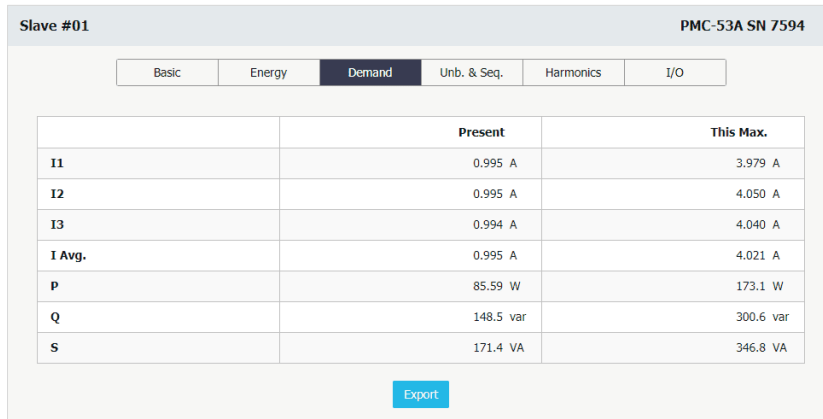 Slave #01 PMC-53A SN 7594
Basic Energy Demand Unb. & Seq. Harmonics I/O
Present This Max.
I1 0.995 A 3.979 A
I2 0.995 A 4.050 A
I3 0.994 A 4.040 A
I Avg. 0.995 A 4.021 A
P 85.59 W 173.1 W
Q 148.5 var 300.6 var
S 171.4 VA 346.8 VA
Export